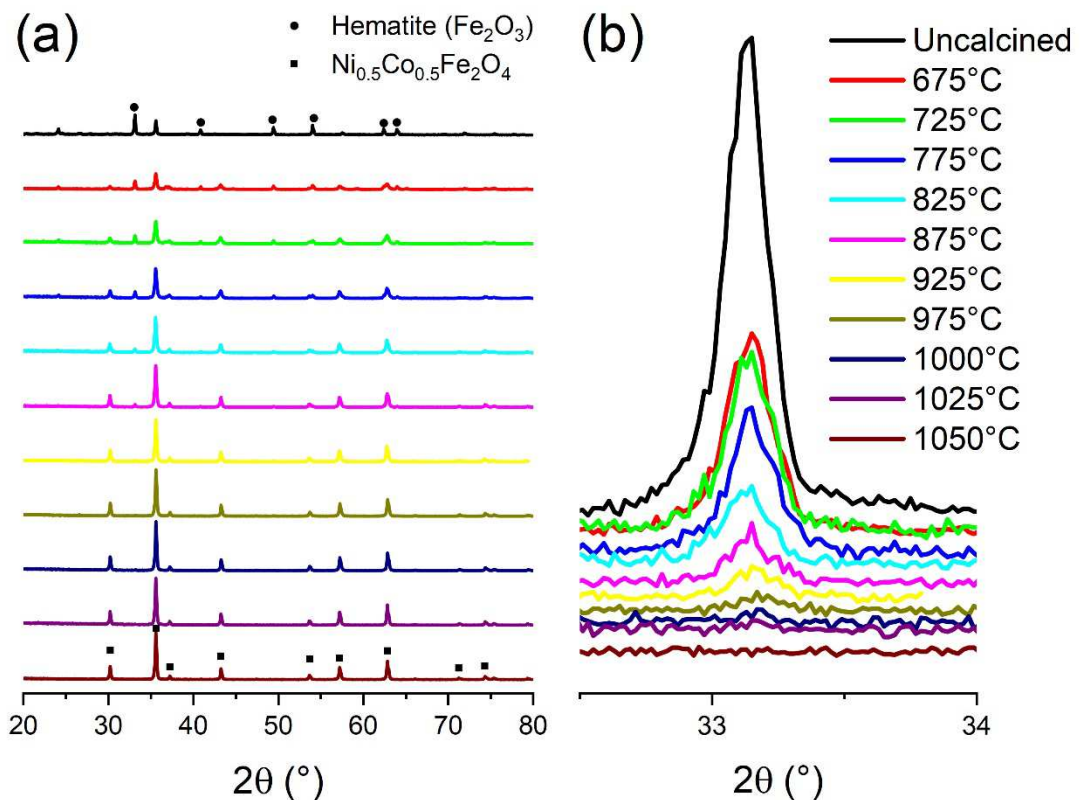 (a)
● Hematite (Fe₂O₃)
■ Ni₀.₅Co₀.₅Fe₂O₄
20 30 40 50 60 70 80
2θ (°)
(b)
Uncalcined
675°C
725°C
775°C
825°C
875°C
925°C
975°C
1000°C
1025°C
1050°C
33 34
2θ (°)